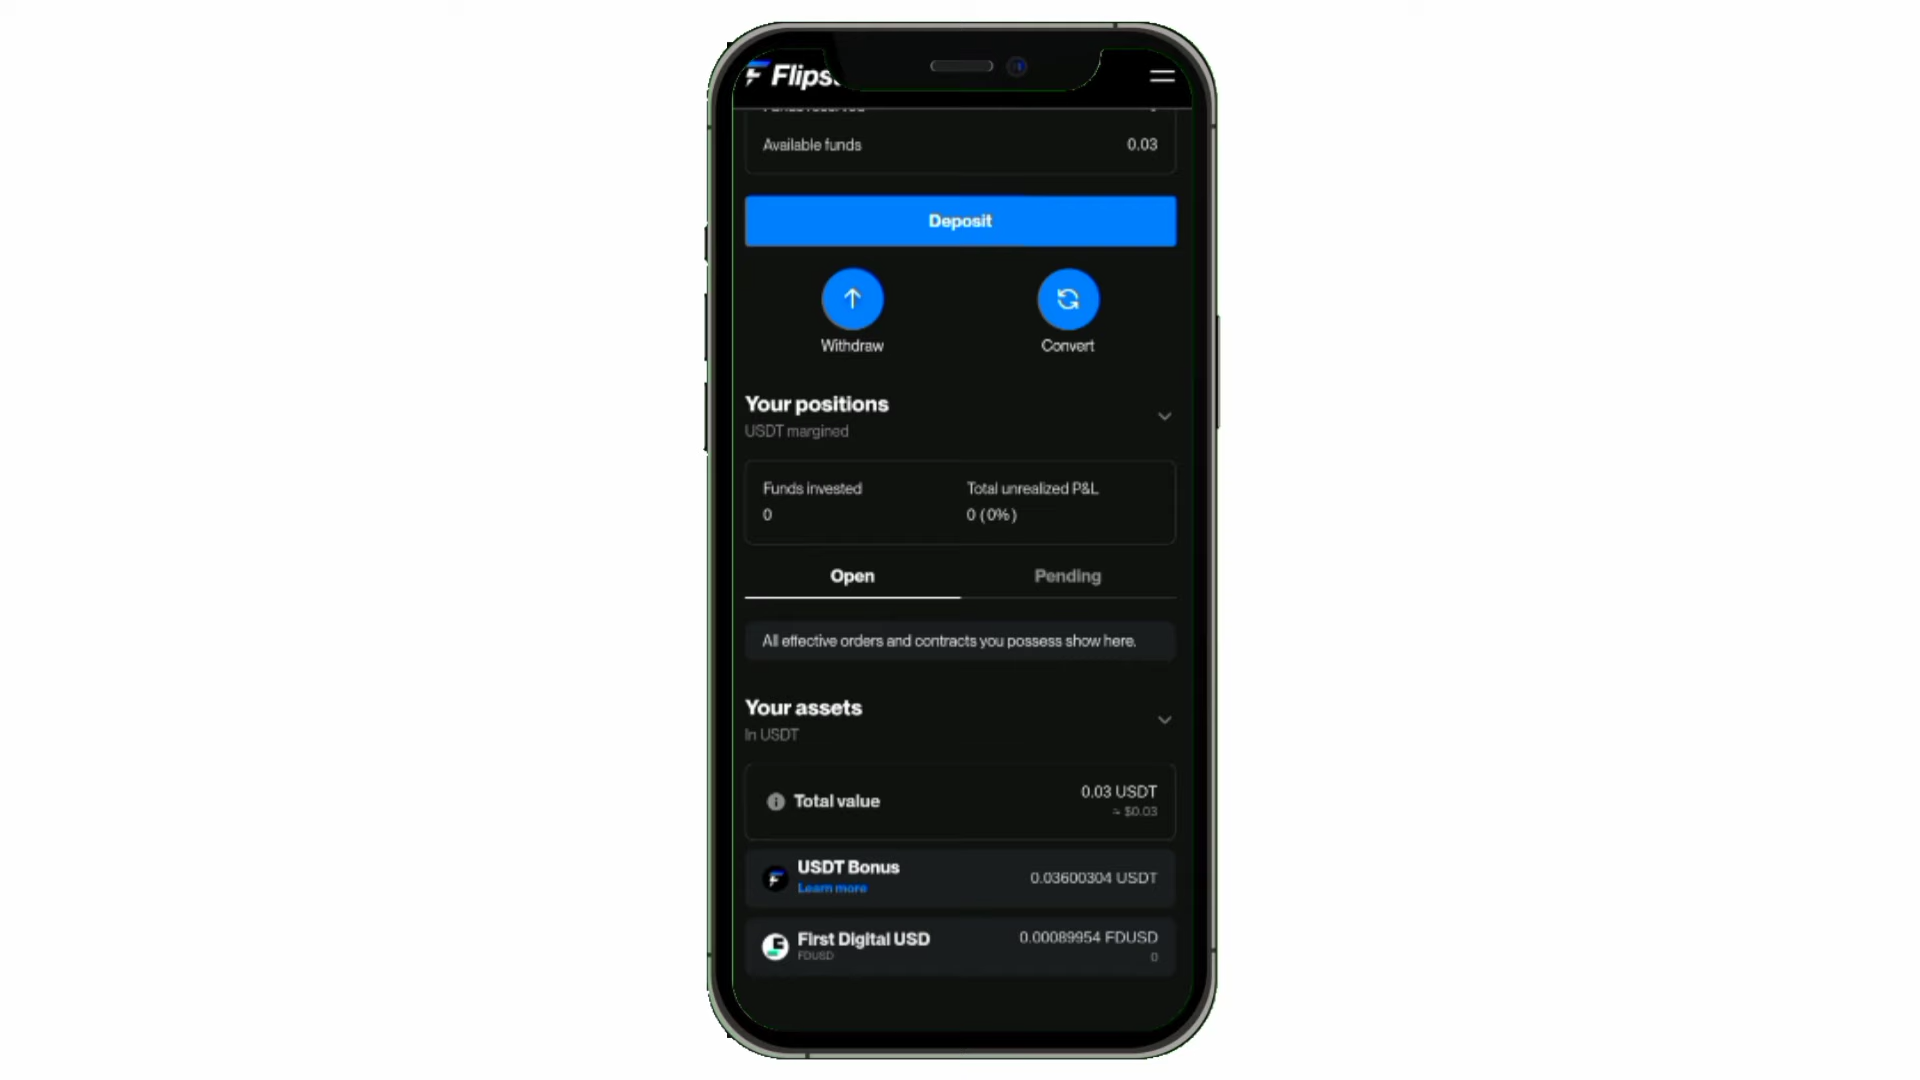 Flips
Available funds
0.03
Deposit
Withdraw
Convert
Your positions
USDT margined
Funds invested
Total unrealized P&L
0
0 (0%)
Open
Pending
All effective orders and contracts you possess show here.
Your assets
In USDT
Total value
0.03 USDT
≈ $0.03
USDT Bonus
Learn more
0.03600304 USDT
First Digital USD
FDUSD
0.00089954 FDUSD
0